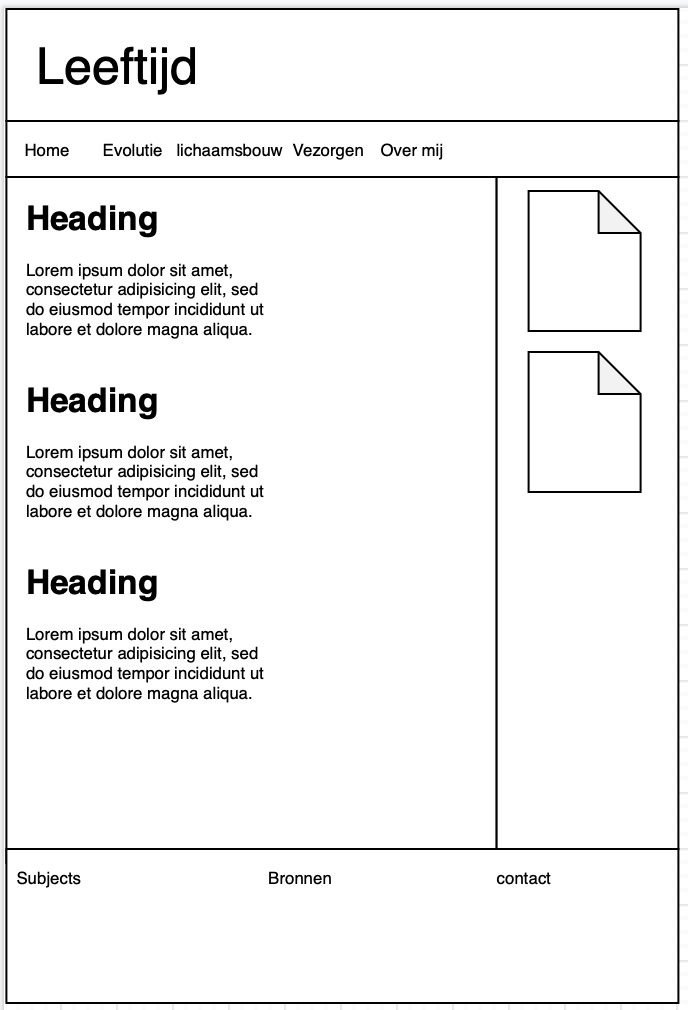 Leeftijd
Home Evolutie lichaamsbouw Vezorgen Over mij
Heading
Lorem ipsum dolor sit amet,
consectetur adipisicing elit, sed
do eiusmod tempor incididunt ut
labore et dolore magna aliqua.
Heading
Lorem ipsum dolor sit amet,
consectetur adipisicing elit, sed
do eiusmod tempor incididunt ut
labore et dolore magna aliqua.
Heading
Lorem ipsum dolor sit amet,
consectetur adipisicing elit, sed
do eiusmod tempor incididunt ut
labore et dolore magna aliqua.
Subjects Bronnen contact